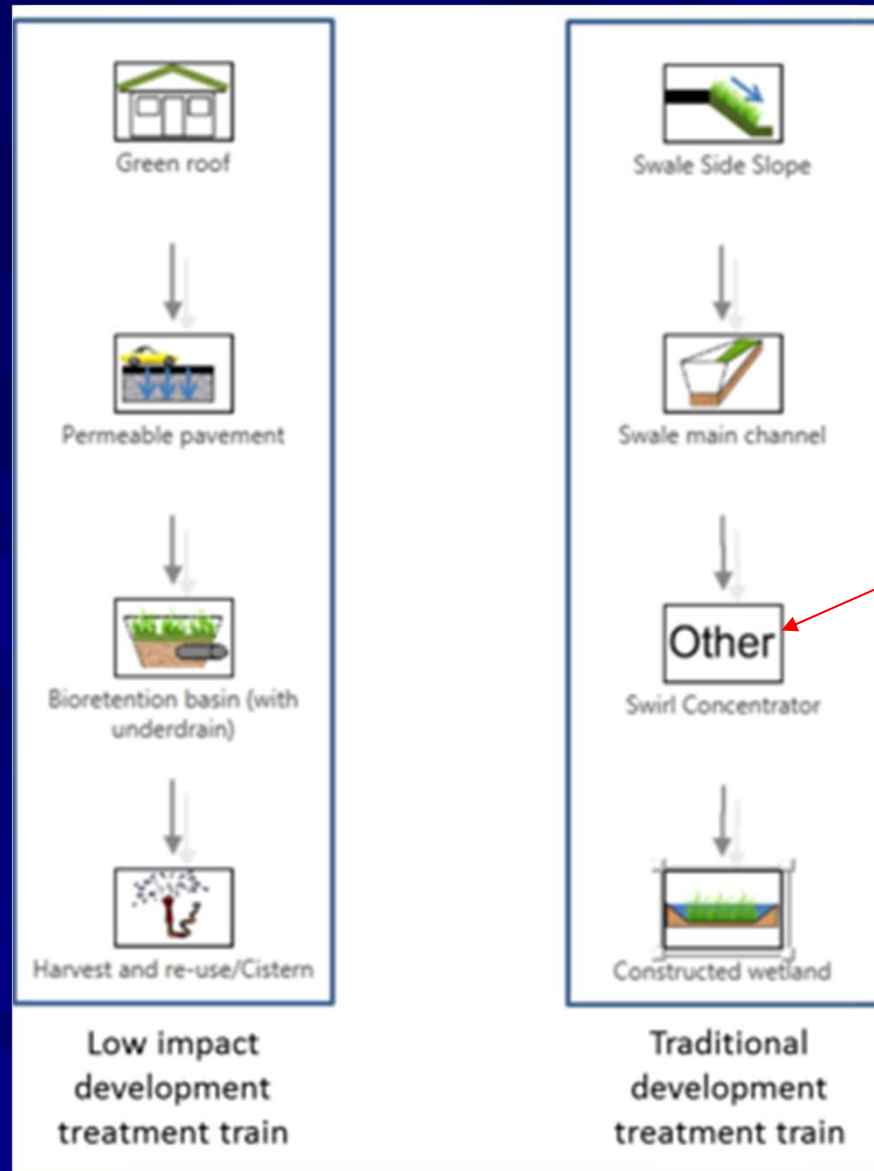 Green roof
Permeable pavement
Bioretention basin (with
underdrain)
Harvest and re-use/Cistern
Low impact
development
treatment train
Swale Side Slope
Swale main channel
Other
Swirl Concentrator
Constructed wetland
Traditional
development
treatment train